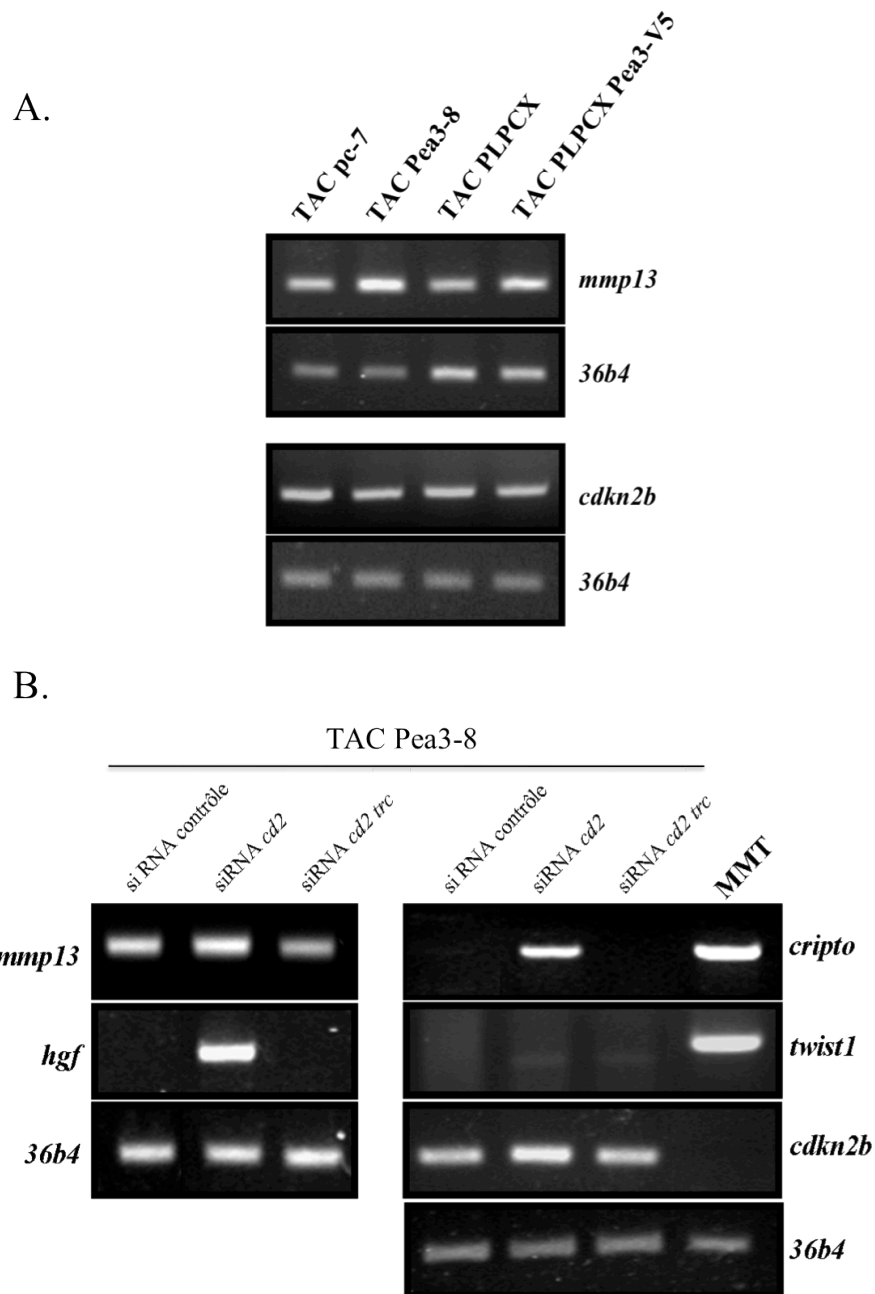 A.
TAC pc-7
TAC Pea3-8
TAC PLPCX
TAC PLPCX Pea3-V5
mmp13
36b4
cdkn2b
36b4
B.
TAC Pea3-8
si RNA contrôle
siRNA cd2
siRNA cd2 trc
si RNA contrôle
siRNA cd2
siRNA cd2 trc
MMT
mmp13
hgf
36b4
cripto
twist1
cdkn2b
36b4